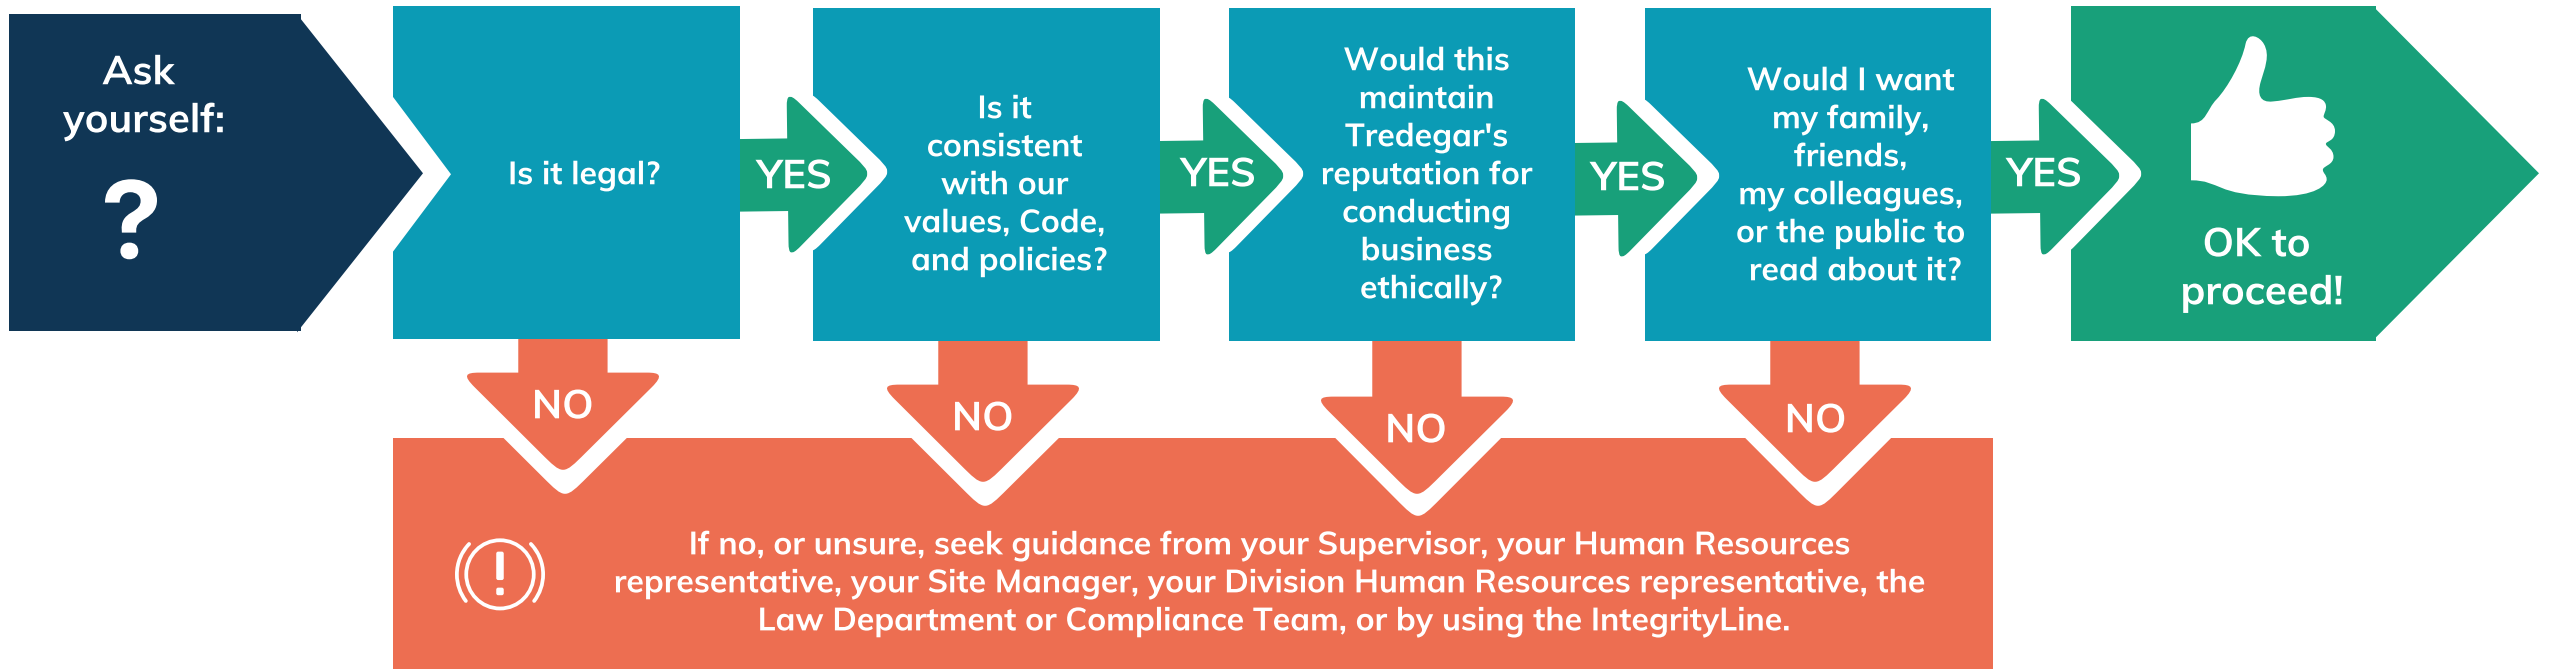 Ask
yourself:
?
Is it legal?
YES
Is it
consistent
with our
values, Code,
and policies?
YES
Would this
maintain
Tredegar's
reputation for
conducting
business
ethically?
YES
Would I want
my family,
friends,
my colleagues,
or the public to
read about it?
YES
OK to
proceed!
NO
NO
NO
NO
!
If no, or unsure, seek guidance from your Supervisor, your Human Resources
representative, your Site Manager, your Division Human Resources representative, the
Law Department or Compliance Team, or by using the IntegrityLine.